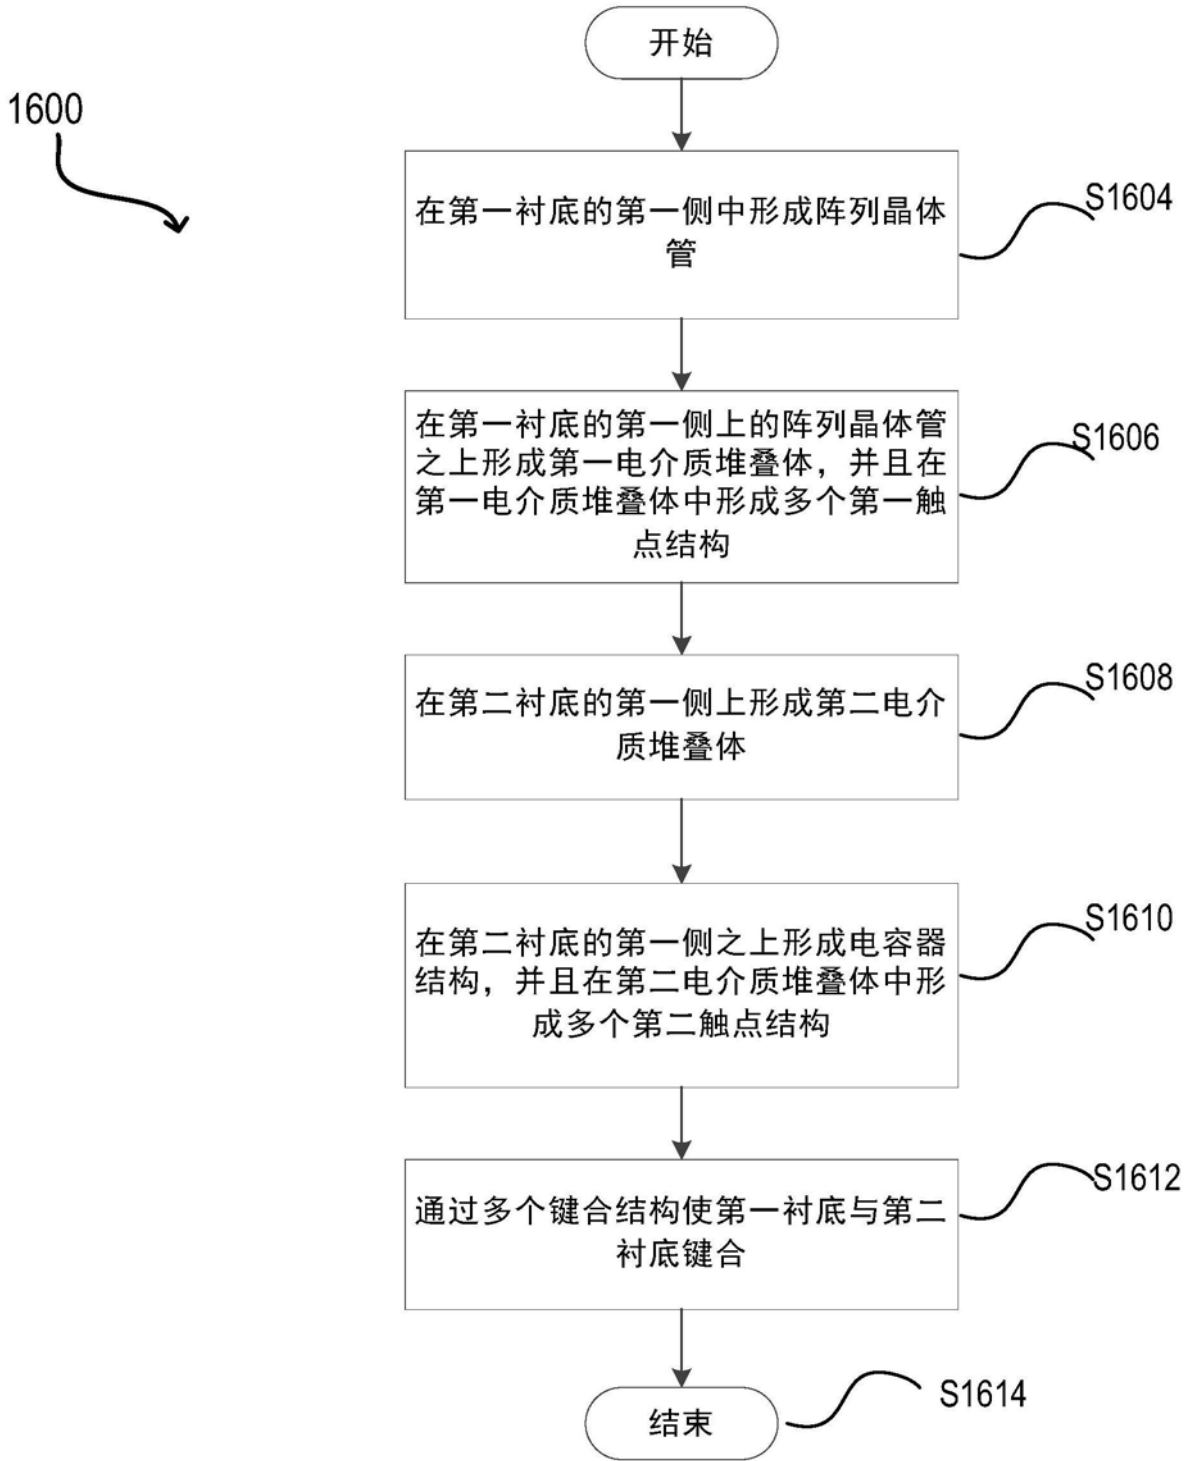 开始
1600
在第一衬底的第一侧中形成阵列晶体
管
S1604
在第一衬底的第一侧上的阵列晶体管
之上形成第一电介质堆叠体，并且在
第一电介质堆叠体中形成多个第一触
点结构
S1606
在第二衬底的第一侧上形成第二电介
质堆叠体
S1608
在第二衬底的第一侧之上形成电容器
结构，并且在第二电介质堆叠体中形
成多个第二触点结构
S1610
通过多个键合结构使第一衬底与第二
衬底键合
S1612
结束
S1614